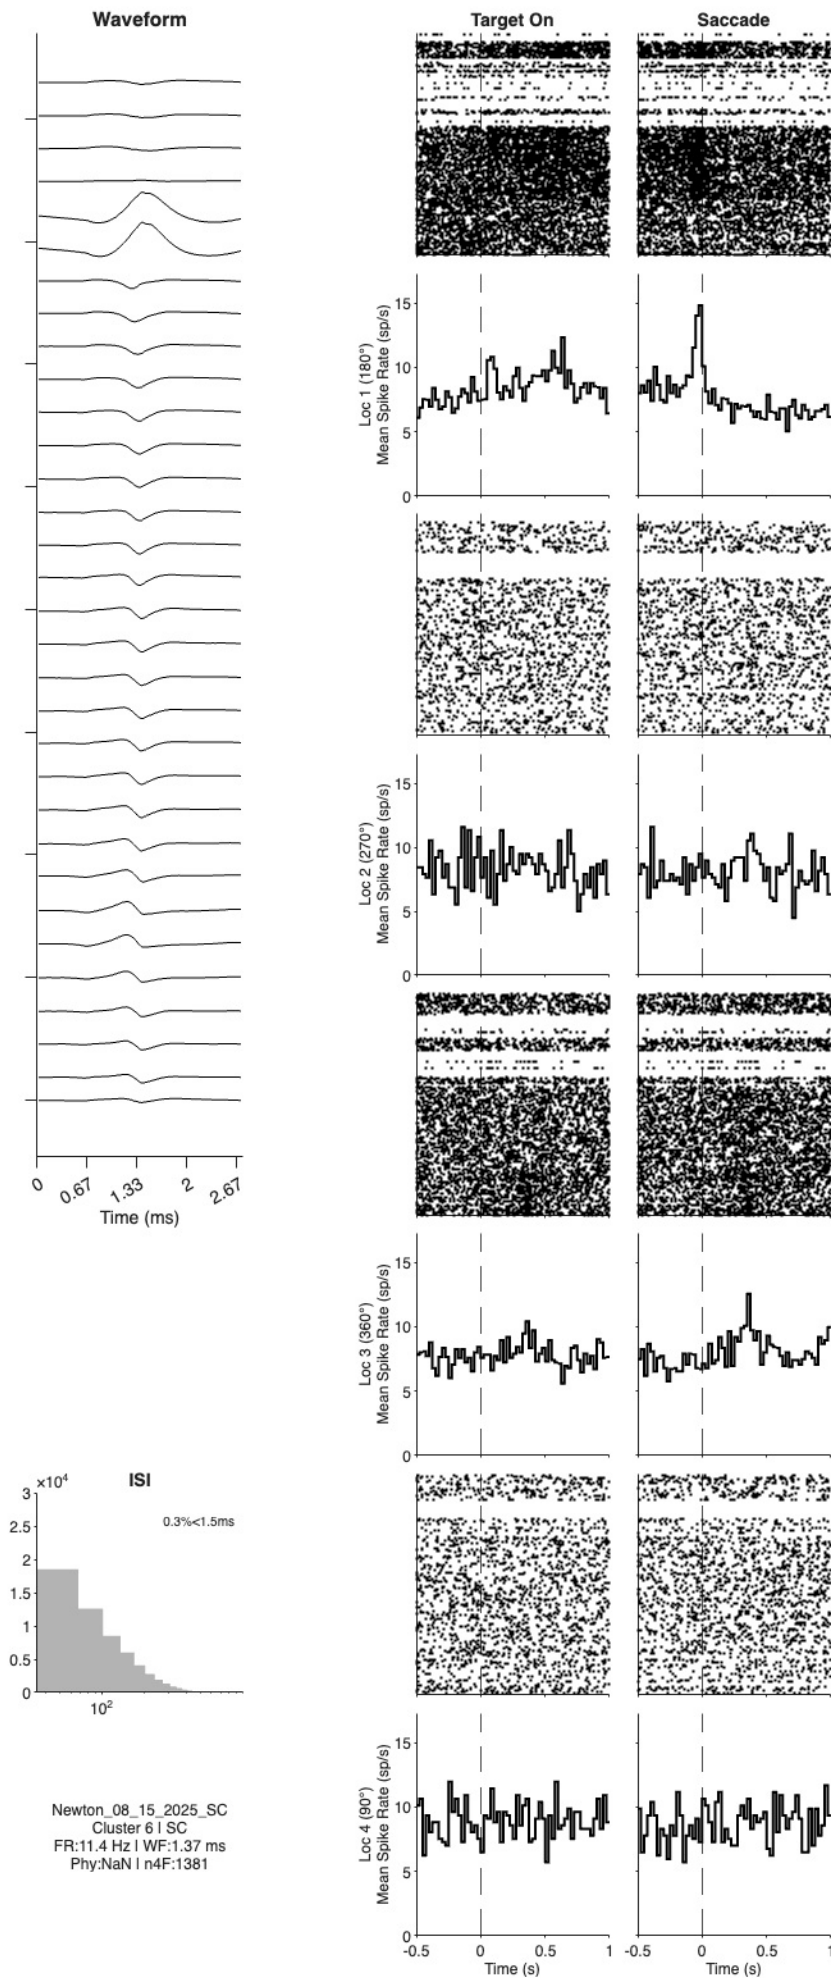 Waveform
0
0.67
1.33
2
2.67
Time (ms)
Target On
Saccade
Loc 1 (180°)
Mean Spike Rate (sp/s)
15
10
5
0
Loc 2 (270°)
Mean Spike Rate (sp/s)
15
10
5
0
Loc 3 (360°)
Mean Spike Rate (sp/s)
15
10
5
0
Loc 4 (90°)
Mean Spike Rate (sp/s)
15
10
5
0
-0.5
0
0.5
1
-0.5
0
0.5
1
Time (s)
Time (s)
ISI
×10⁴
0.3%<1.5ms
3
2.5
2
1.5
1
0.5
0
10²
Newton_08_15_2025_SC
Cluster 6 | SC
FR:11.4 Hz | WF:1.37 ms
Phy:NaN | n4F:1381